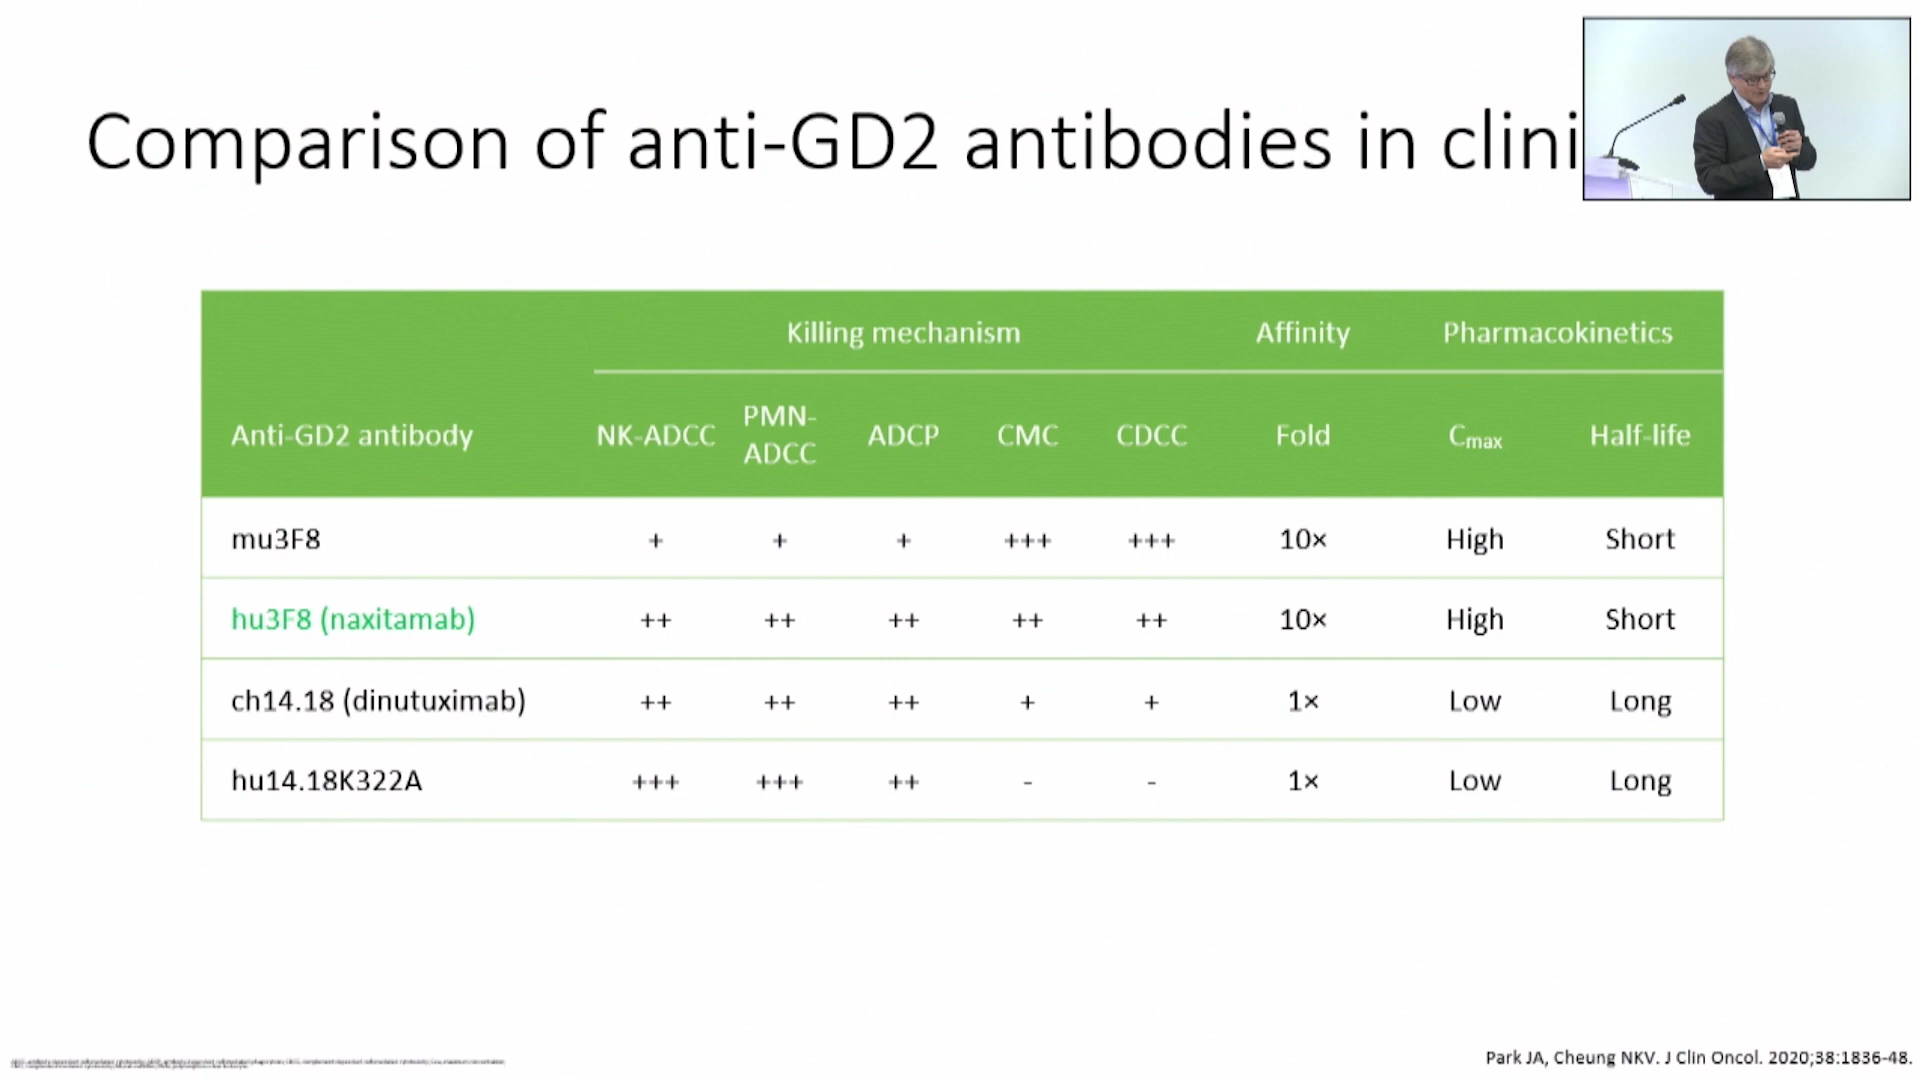 Comparison of anti-GD2 antibodies in clini
Killing mechanism Affinity Pharmacokinetics
Anti-GD2 antibody NK-ADCC PMN-ADCC ADCP CMC CDCC Fold Cmax Half-life
mu3F8 + + + +++ +++ 10× High Short
hu3F8 (naxitamab) ++ ++ ++ ++ ++ 10× High Short
ch14.18 (dinutuximab) ++ ++ ++ + + 1× Low Long
hu14.18K322A +++ +++ ++ - - 1× Low Long
Park JA, Cheung NKV. J Clin Oncol. 2020;38:1836-48.